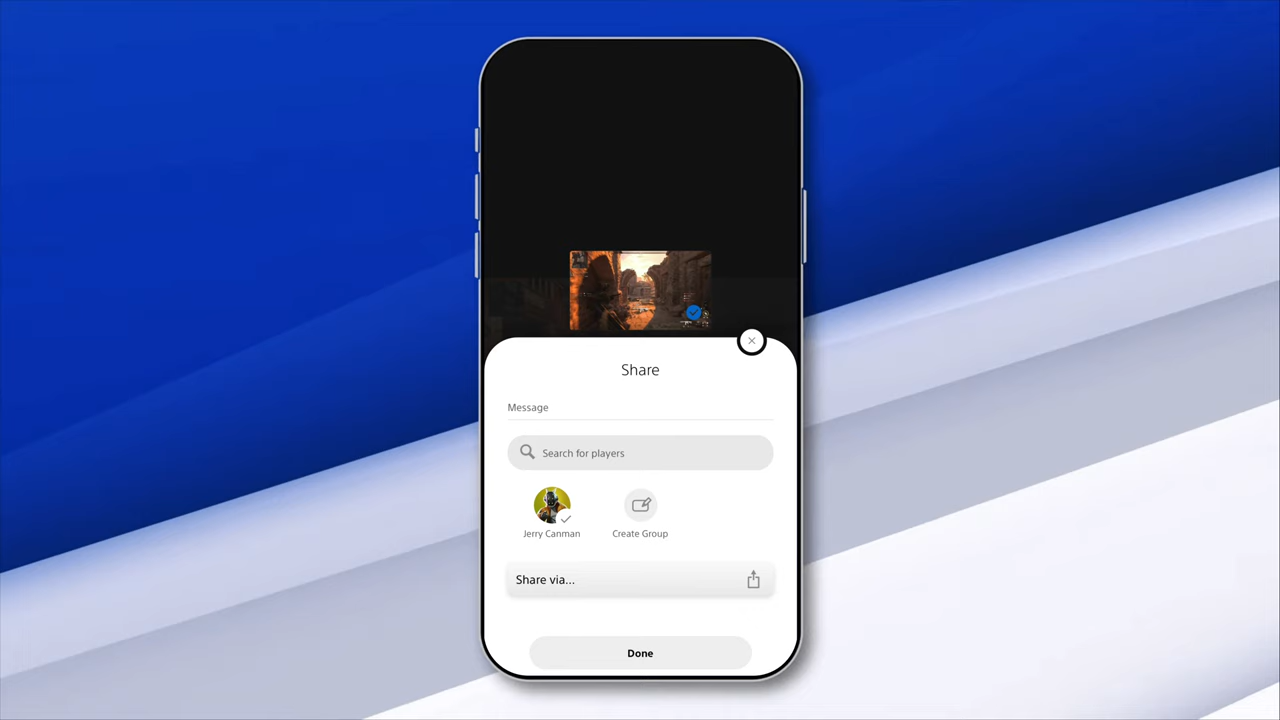 Share
Message
Search for players
Jerry Canman
Create Group
Share via...
Done